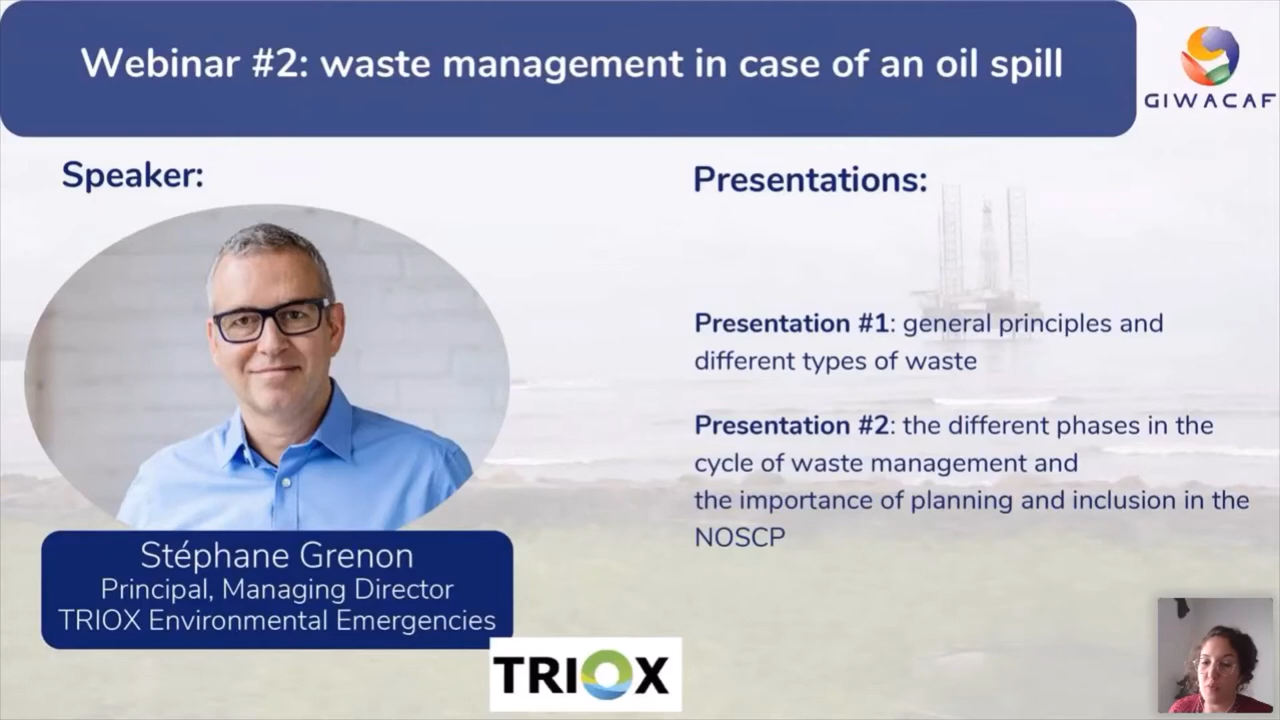 Webinar #2: waste management in case of an oil spill
GIWACAF
Speaker:
Stéphane Grenon
Principal, Managing Director
TRIOX Environmental Emergencies
TRIOX
Presentations:
Presentation #1: general principles and
different types of waste
Presentation #2: the different phases in the
cycle of waste management and
the importance of planning and inclusion in the
NOSCP